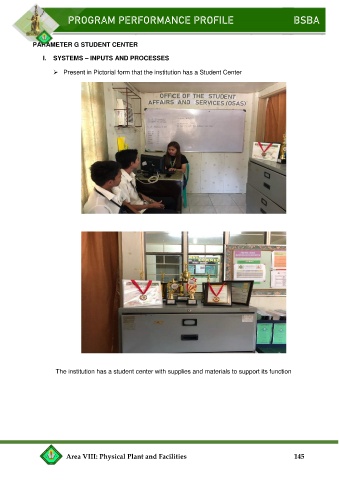 PROGRAM PERFORMANCE PROFILE BSBA
PARAMETER G STUDENT CENTER
I. SYSTEMS – INPUTS AND PROCESSES
➢ Present in Pictorial form that the institution has a Student Center
OFFICE OF THE STUDENT
AFFAIRS AND SERVICES (OSAS)
The institution has a student center with supplies and materials to support its function
Area VIII: Physical Plant and Facilities 145